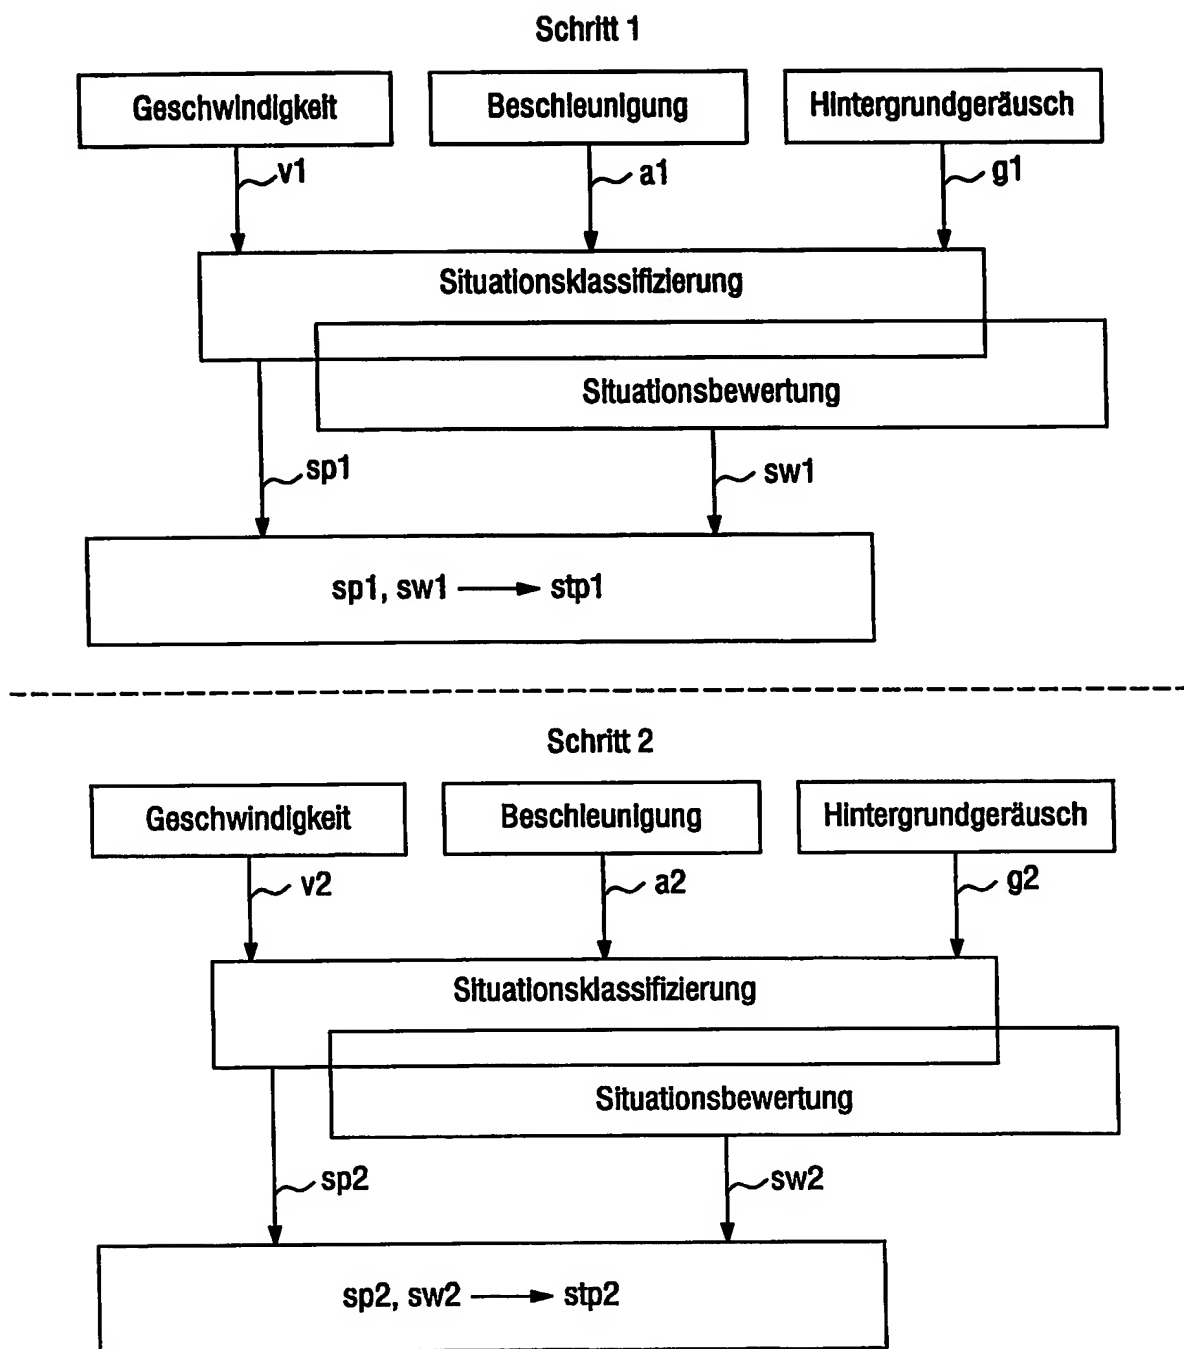 Schritt 1
Geschwindigkeit Beschleunigung Hintergrundgeräusch
v1 a1 g1
Situationsklassifizierung
Situationsbewertung
sp1 sw1
sp1, sw1 → stp1
Schritt 2
Geschwindigkeit Beschleunigung Hintergrundgeräusch
v2 a2 g2
Situationsklassifizierung
Situationsbewertung
sp2 sw2
sp2, sw2 → stp2